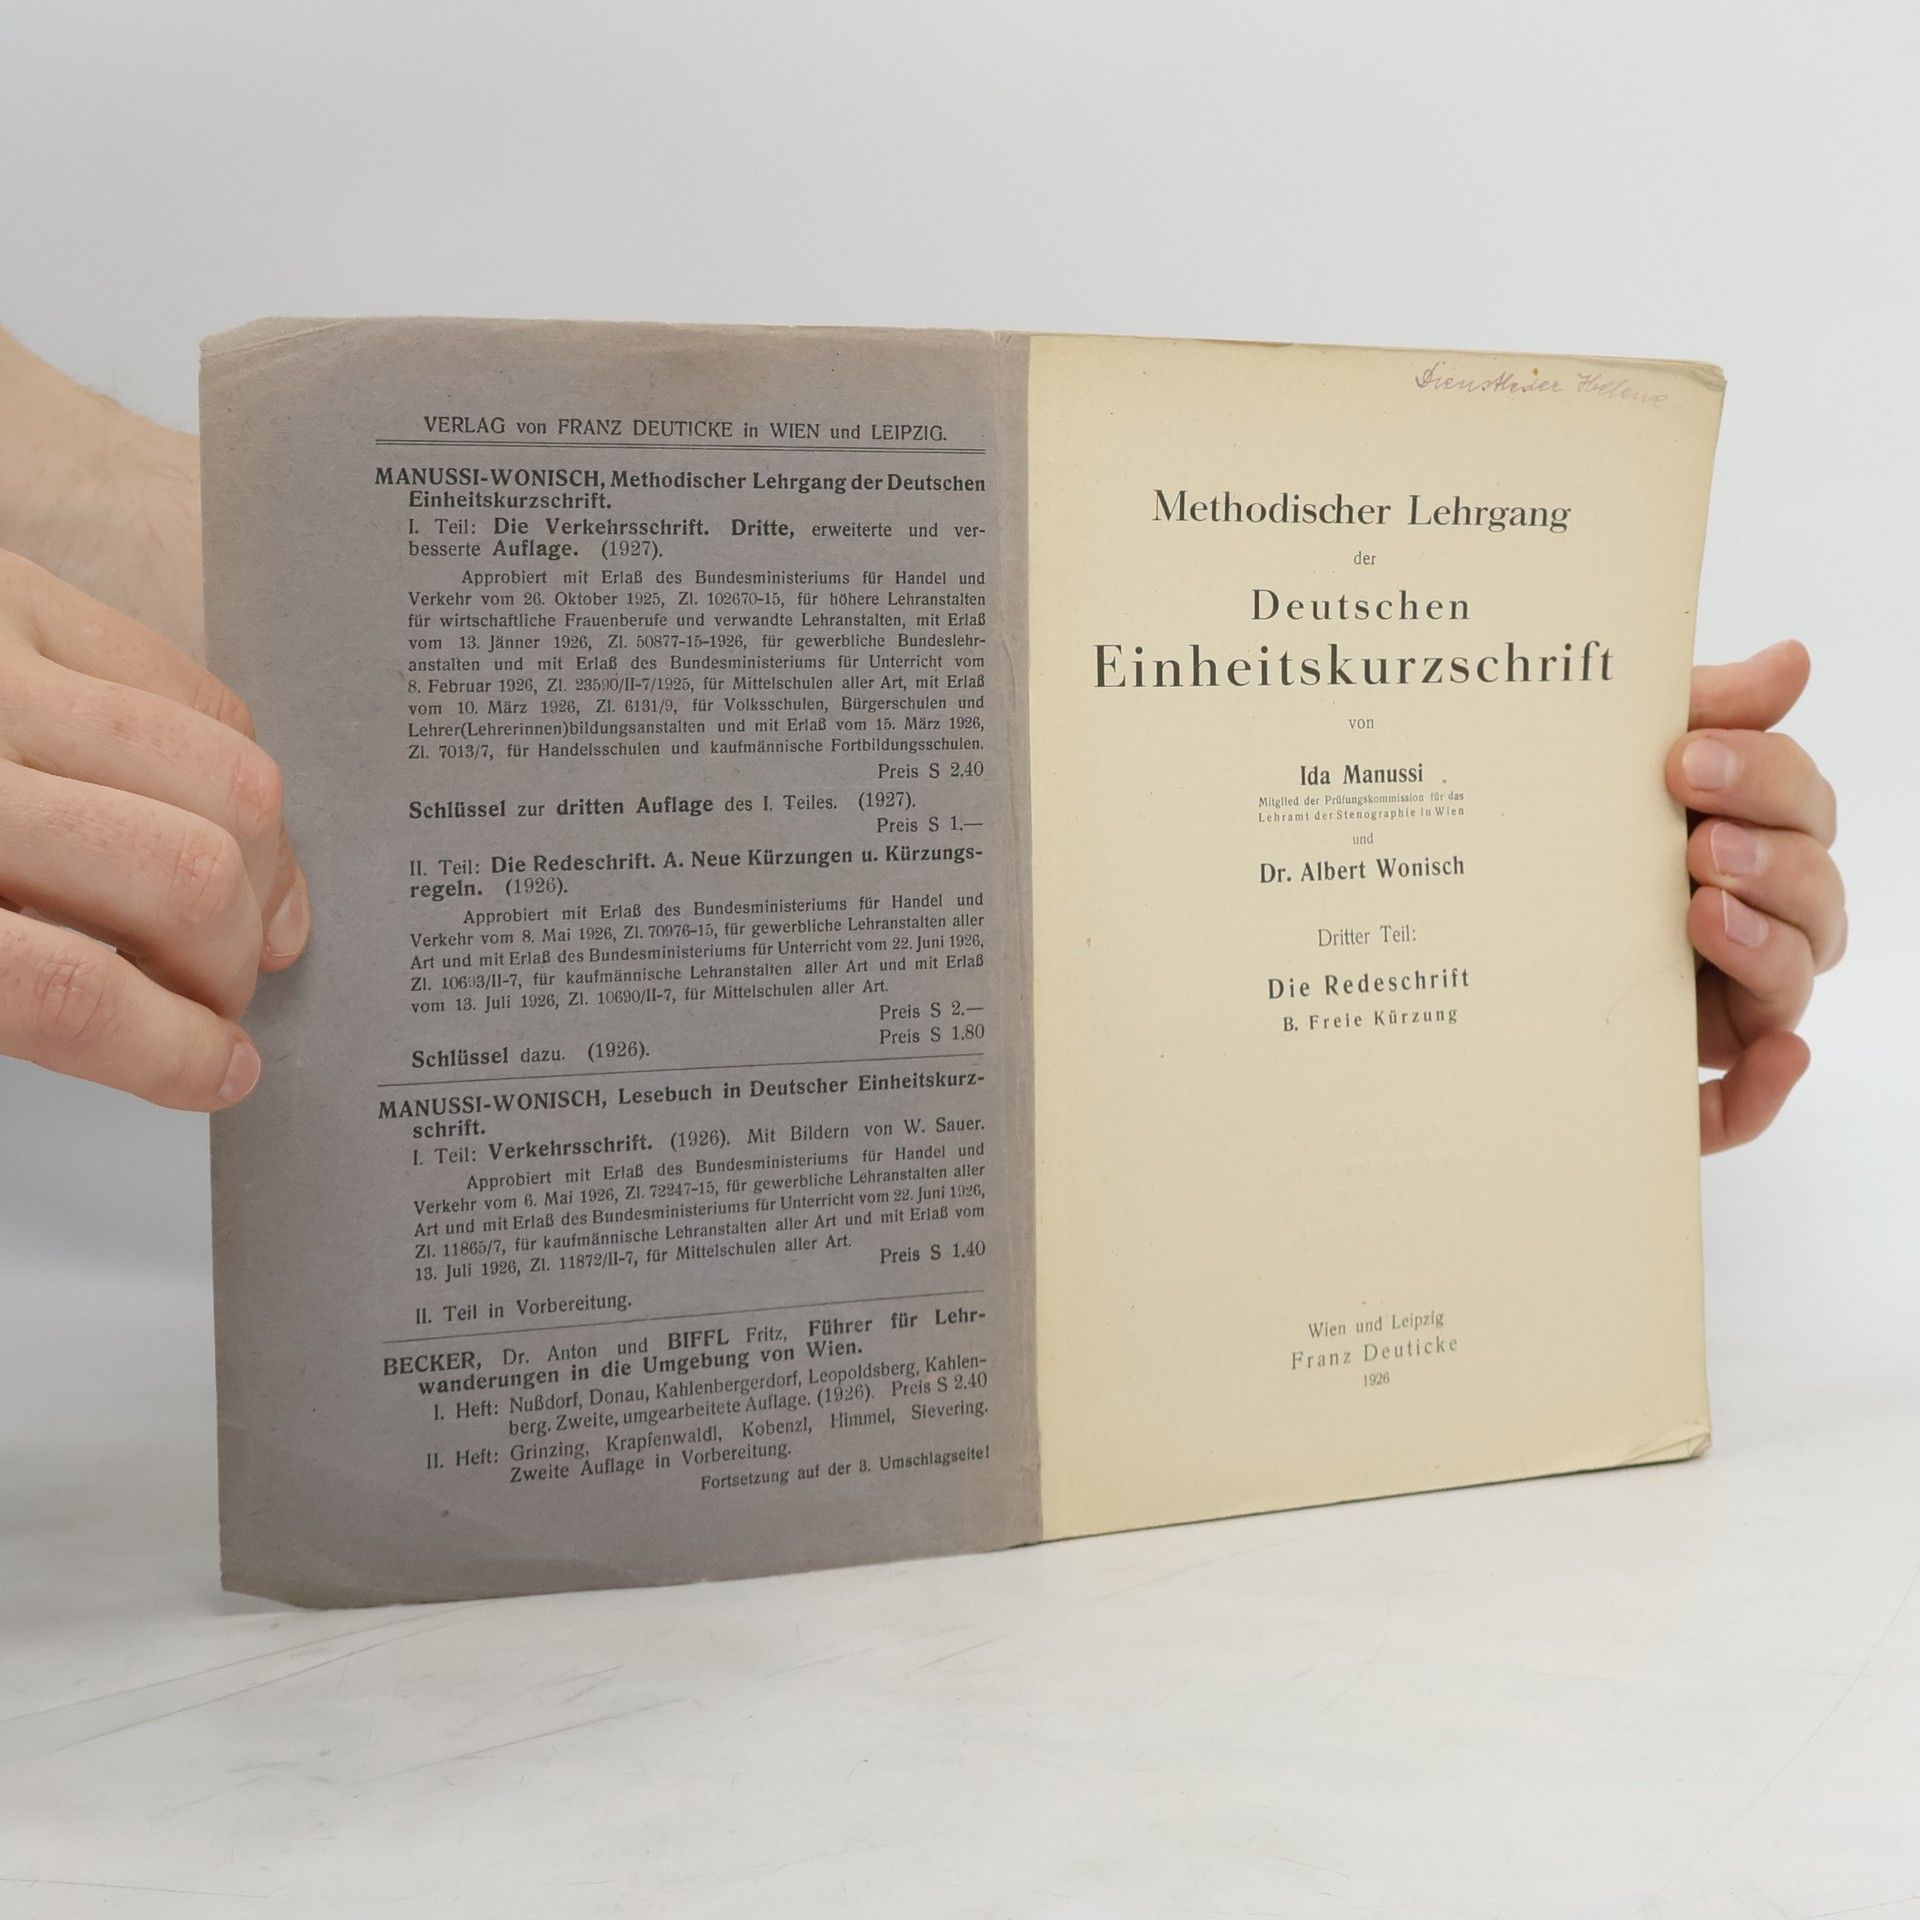 VERLAG von FRANZ DEUTICKE in WIEN und LEIPZIG.
MANUSSI-WONISCH, Methodischer Lehrgang der Deutschen
Einheitskurzschrift.
I. Teil: Die Verkehrsschrift. Dritte, erweiterte und ver-
besserte Auflage. (1927).
Approbiert mit Erlaß des Bundesministeriums für Handel und
Verkehr vom 26. Oktober 1925, Zl. 102670-15, für höhere Lehranstalten
für wirtschaftliche Frauenberufe und verwandte Lehranstalten, mit Erlaß
vom 13. Jänner 1926, Zl. 50877-15-1926, für gewerbliche Bundeslehr-
anstalten und mit Erlaß des Bundesministeriums für Unterricht vom
8. Februar 1926, Zl. 23590/II-7/1925, für Mittelschulen aller Art, mit Erlaß
vom 10. März 1926, Zl. 6131/9, für Volksschulen, Bürgerschulen und
Lehrer(Lehrerinnen)bildungsanstalten und mit Erlaß vom 15. März 1926,
Zl. 7013/7, für Handelsschulen und kaufmännische Fortbildungsschulen.
Preis S 2.40
Schlüssel zur dritten Auflage des I. Teiles. (1927).
Preis S 1.—
II. Teil: Die Redeschrift. A. Neue Kürzungen u. Kürzungs-
regeln. (1926).
Approbiert mit Erlaß des Bundesministeriums für Handel und
Verkehr vom 8. Mai 1926, Zl. 70976-15, für gewerbliche Lehranstalten aller
Art und mit Erlaß des Bundesministeriums für Unterricht vom 22. Juni 1926,
Zl. 10693/II-7, für kaufmännische Lehranstalten aller Art und mit Erlaß
vom 13. Juli 1926, Zl. 10690/II-7, für Mittelschulen aller Art.
Preis S 2.—
Schlüssel dazu. (1926). Preis S 1.80
MANUSSI-WONISCH, Lesebuch in Deutscher Einheitskurz-
schrift.
I. Teil: Verkehrsschrift. (1926). Mit Bildern von W. Sauer.
Approbiert mit Erlaß des Bundesministeriums für Handel und
Verkehr vom 6. Mai 1926, Zl. 72247-15, für gewerbliche Lehranstalten aller
Art und mit Erlaß des Bundesministeriums für Unterricht vom 22. Juni 1926,
Zl. 11865/7, für kaufmännische Lehranstalten aller Art und mit Erlaß vom
13. Juli 1926, Zl. 11872/II-7, für Mittelschulen aller Art.
Preis S 1.40
II. Teil in Vorbereitung.
BECKER, Dr. Anton und BIFFL Fritz, Führer für Lehr-
wanderungen in die Umgebung von Wien.
I. Heft: Nußdorf, Donau, Kahlenbergerdorf, Leopoldsberg, Kahlen-
berg. Zweite, umgearbeitete Auflage. (1926). Preis S 2.40
II. Heft: Grinzing, Krapfenwaldl, Kobenzl, Himmel, Sievering.
Zweite Auflage in Vorbereitung.
Fortsetzung auf der 3. Umschlagseite!
Helene
Methodischer Lehrgang
der
Deutschen
Einheitskurzschrift
von
Ida Manussi
Mitglied der Prüfungskommission für das
Lehramt der Stenographie in Wien
und
Dr. Albert Wonisch
Dritter Teil:
Die Redeschrift
B. Freie Kürzung
Wien und Leipzig
Franz Deuticke
1926